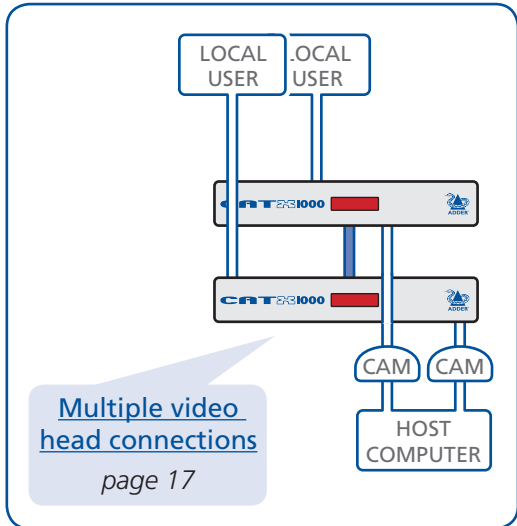 LOCAL
USER
LOCAL
USER
CATX1000
ADDER
CATX1000
ADDER
CAM
CAM
HOST
COMPUTER
Multiple video
head connections
page 17